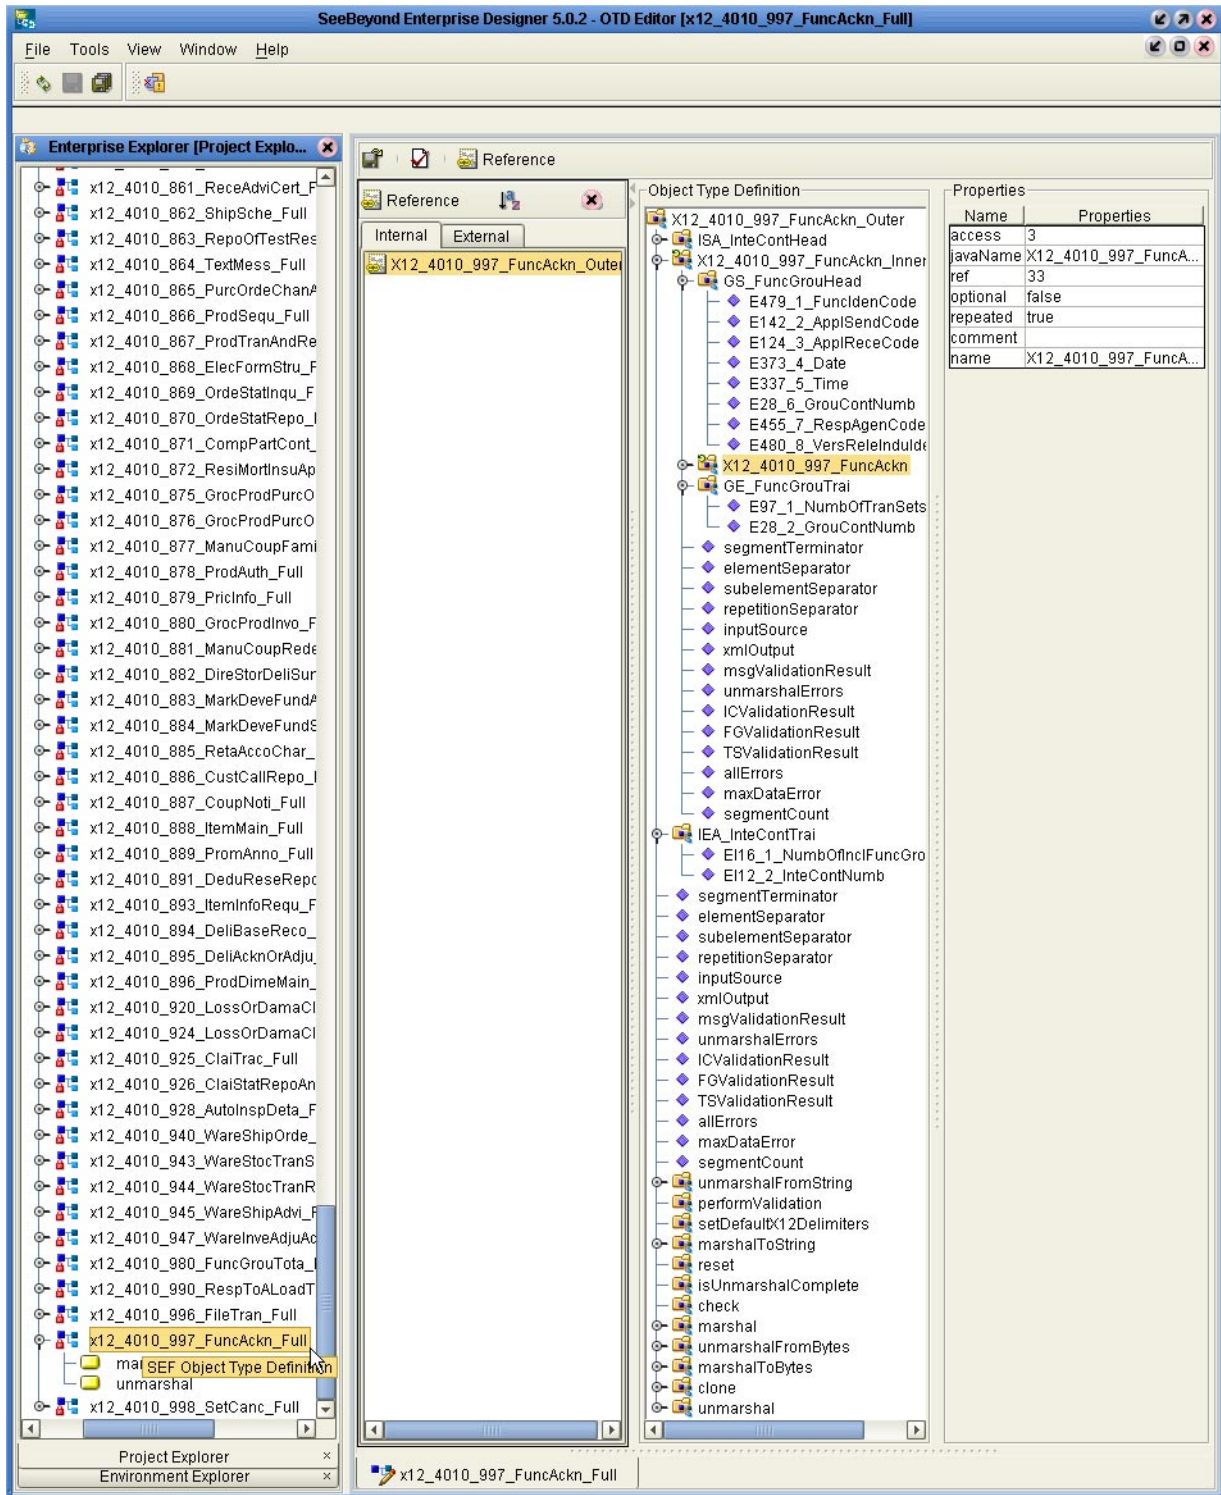 SeeBeyond Enterprise Designer 5.0.2 - OTD Editor [x12_4010_997_FuncAckn_Full]
File Tools View Window Help
Enterprise Explorer [Project Explo...
x12_4010_861_ReceAdviCert_F
x12_4010_862_ShipSche_Full
x12_4010_863_RepoOfTestRes
x12_4010_864_TextMess_Full
x12_4010_865_PurcOrdeChanA
x12_4010_866_ProdSequ_Full
x12_4010_867_ProdTranAndRe
x12_4010_868_ElecFormStru_F
x12_4010_869_OrdeStatInqu_F
x12_4010_870_OrdeStatRepo_
x12_4010_871_CompPartCont_
x12_4010_872_ResiMortInsuAp
x12_4010_875_GrocProdPurcO
x12_4010_876_GrocProdPurcO
x12_4010_877_ManuCoupFami
x12_4010_878_ProdAuth_Full
x12_4010_879_PricInfo_Full
x12_4010_880_GrocProdInvo_F
x12_4010_881_ManuCoupRede
x12_4010_882_DireStorDeliSur
x12_4010_883_MarkDeveFundA
x12_4010_884_MarkDeveFundS
x12_4010_885_RetaAccoChar_
x12_4010_886_CustCallRepo_
x12_4010_887_CoupNoti_Full
x12_4010_888_ItemMain_Full
x12_4010_889_PromAnno_Full
x12_4010_891_DeduReseRepo
x12_4010_893_ItemInfoRequ_F
x12_4010_894_DeliBaseReco_
x12_4010_895_DeliAcknOrAdju_
x12_4010_896_ProdDimeMain_
x12_4010_920_LossOrDamaCl
x12_4010_924_LossOrDamaCl
x12_4010_925_ClaiTrac_Full
x12_4010_926_ClaiStatRepoAn
x12_4010_928_AutoInspDeta_F
x12_4010_940_WareShipOrde_
x12_4010_943_WareStocTranS
x12_4010_944_WareStocTranR
x12_4010_945_WareShipAdvi_F
x12_4010_947_WareInveAdjuAc
x12_4010_980_FuncGrouTota_
x12_4010_990_RespToALoadT
x12_4010_996_FileTran_Full
x12_4010_997_FuncAckn_Full
mar
SEF Object Type Definition
unmarshal
x12_4010_998_SetCanc_Full
Project Explorer
Environment Explorer
Reference
Reference
Internal External
X12_4010_997_FuncAckn_Outer
Object Type Definition
X12_4010_997_FuncAckn_Outer
ISA_InteContHead
X12_4010_997_FuncAckn_Inner
GS_FuncGrouHead
E479_1_FuncIdenCode
E142_2_ApplSendCode
E124_3_ApplReceCode
E373_4_Date
E337_5_Time
E28_6_GrouContNumb
E455_7_RespAgenCode
E480_8_VersReleInduIde
X12_4010_997_FuncAckn
GE_FuncGrouTrai
E97_1_NumbOfTranSets
E28_2_GrouContNumb
segmentTerminator
elementSeparator
subelementSeparator
repetitionSeparator
inputSource
xmlOutput
msgValidationResult
unmarshalErrors
ICValidationResult
FGValidationResult
TSValidationResult
allErrors
maxDataError
segmentCount
IEA_InteContTrai
EI16_1_NumbOfInclFuncGro
EI12_2_InteContNumb
segmentTerminator
elementSeparator
subelementSeparator
repetitionSeparator
inputSource
xmlOutput
msgValidationResult
unmarshalErrors
ICValidationResult
FGValidationResult
TSValidationResult
allErrors
maxDataError
segmentCount
unmarshalFromString
performValidation
setDefaultX12Delimiters
marshalToString
reset
isUnmarshalComplete
check
marshal
unmarshalFromBytes
marshalToBytes
clone
unmarshal
Properties
Name Properties
access 3
javaName X12_4010_997_FuncA...
ref 33
optional false
repeated true
comment
name X12_4010_997_FuncA...
x12_4010_997_FuncAckn_Full